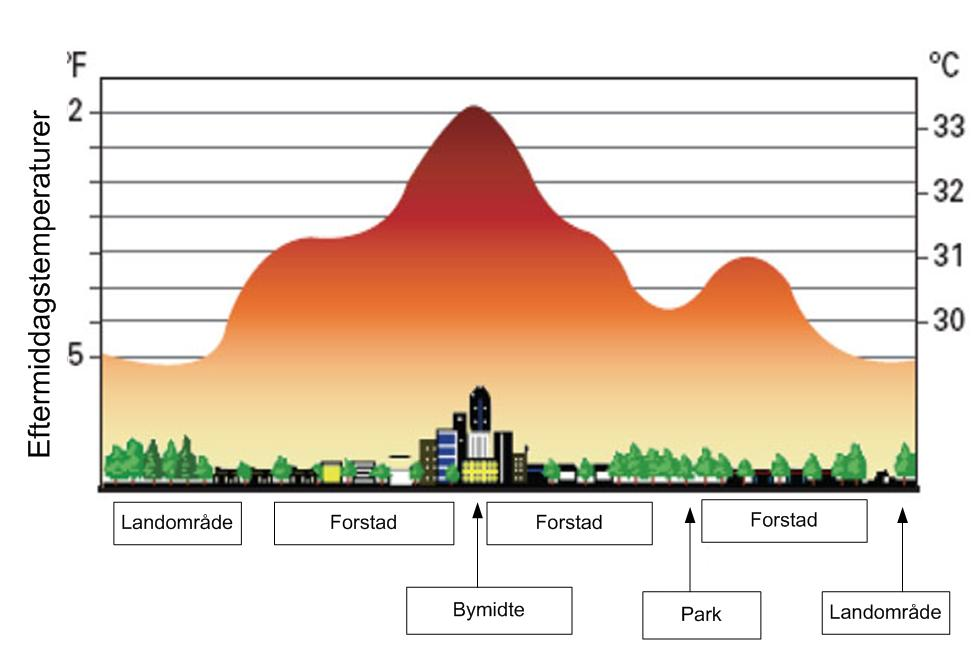 °F
°C
2
33
32
31
30
5
Eftermiddagstemperaturer
Landområde
Forstad
Forstad
Forstad
Bymidte
Park
Landområde